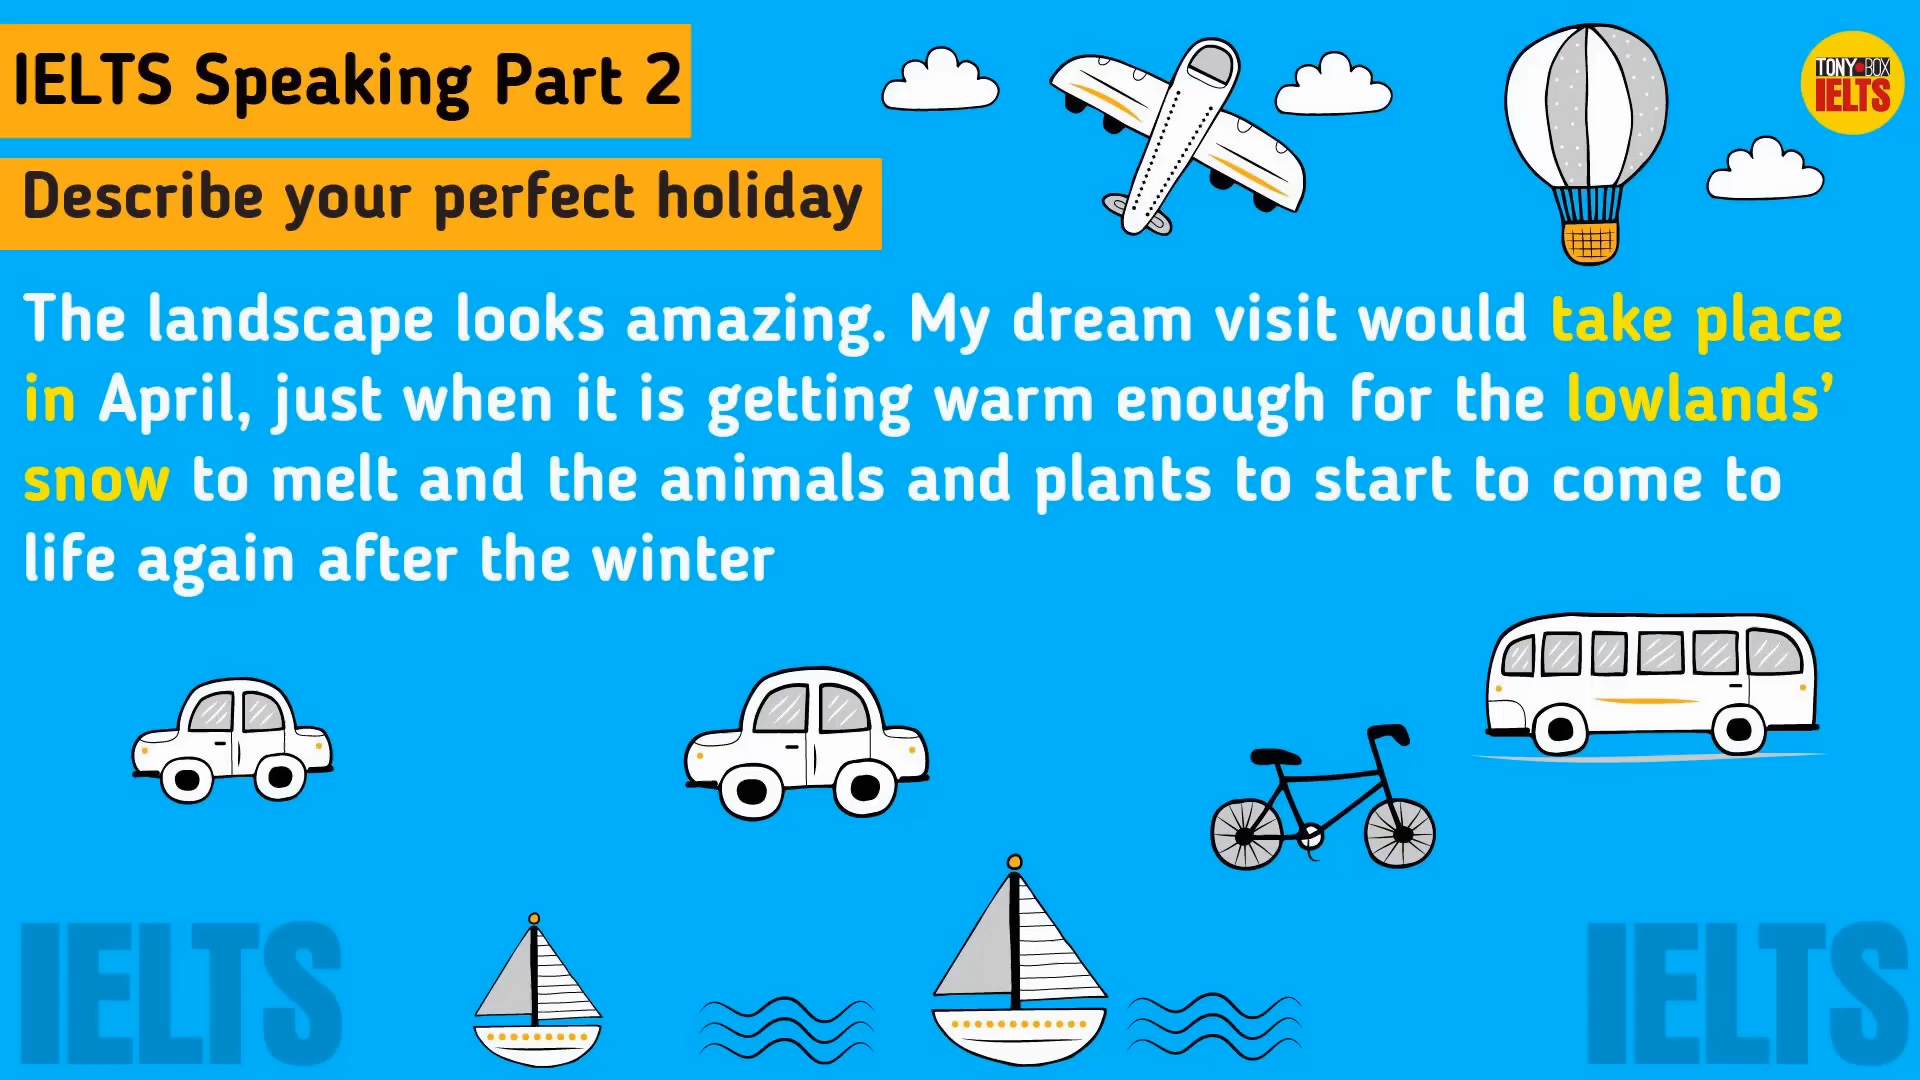 IELTS Speaking Part 2
TONY BOX
IELTS
Describe your perfect holiday
The landscape looks amazing. My dream visit would take place
in April, just when it is getting warm enough for the lowlands’
snow to melt and the animals and plants to start to come to
life again after the winter
IELTS
IELTS